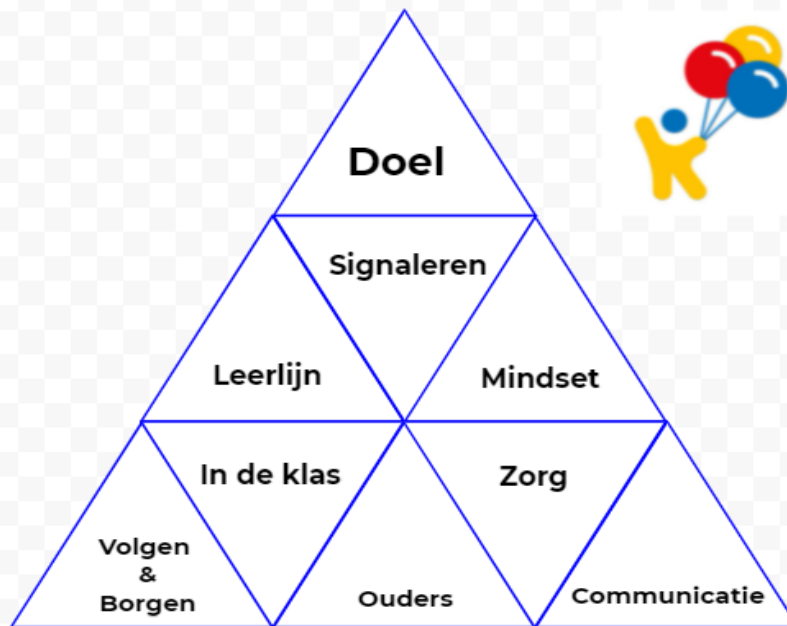 Doel
Signaleren
Leerlijn
Mindset
In de klas
Zorg
Volgen
&
Borgen
Ouders
Communicatie